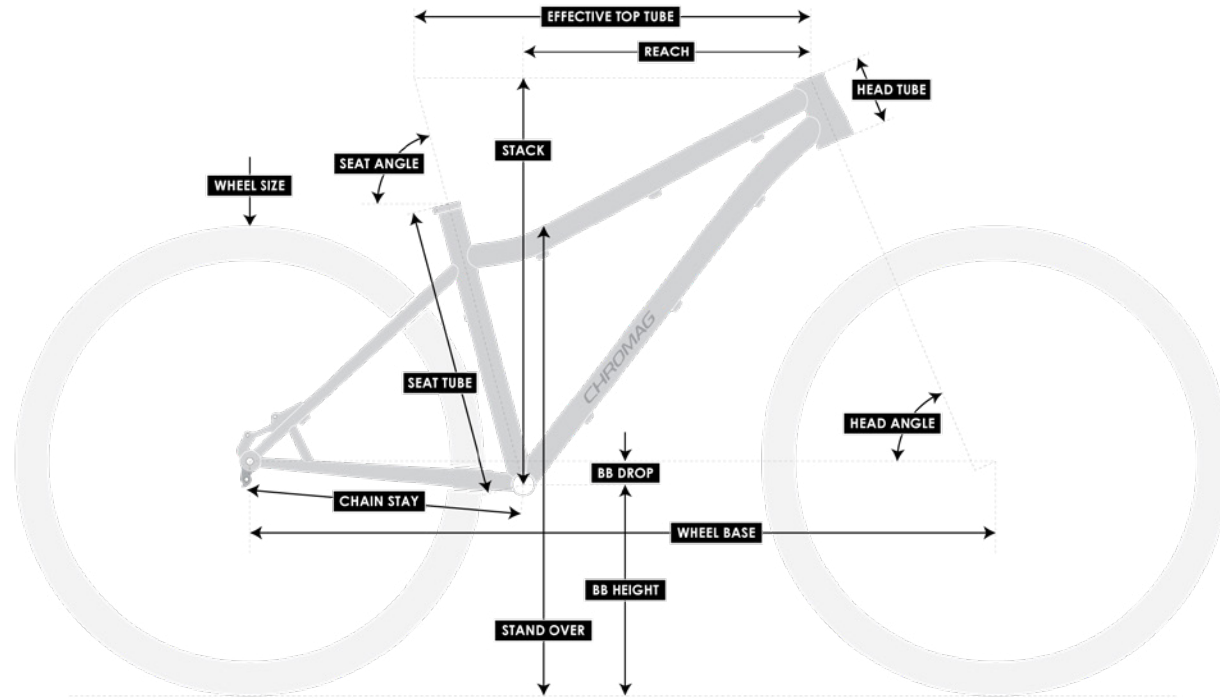 EFFECTIVE TOP TUBE
REACH
HEAD TUBE
STACK
SEAT ANGLE
WHEEL SIZE
CHROMAG
SEAT TUBE
HEAD ANGLE
BB DROP
CHAIN STAY
WHEEL BASE
BB HEIGHT
STAND OVER